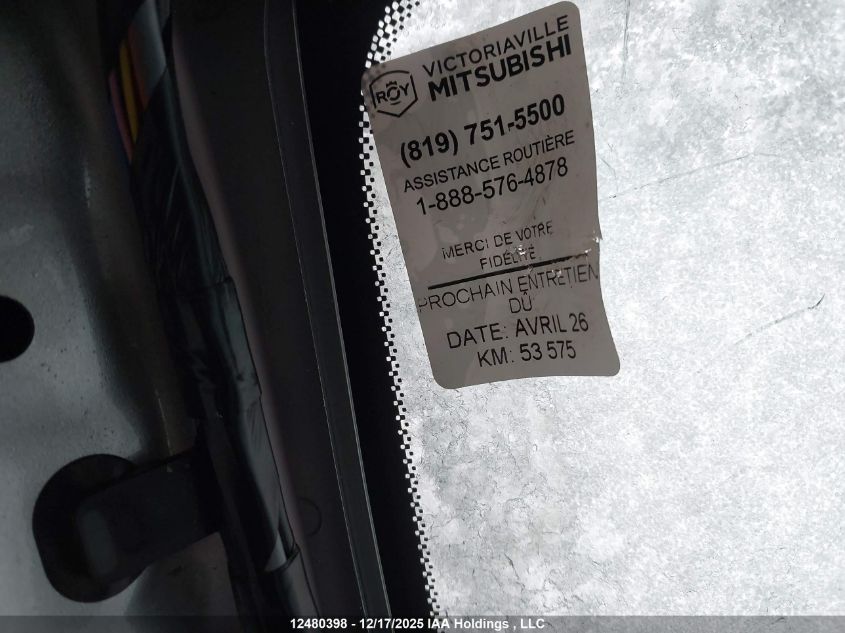 VICTORIAVILLE
MITSUBISHI
ROY
(819) 751-5500
ASSISTANCE ROUTIÈRE
1-888-576-4878
MERCI DE VOTRE
FIDÉLITÉ
PROCHAIN ENTRETIEN
DÛ
DATE: AVRIL 26
KM: 53 575
12480398 - 12/17/2025 IAA Holdings , LLC